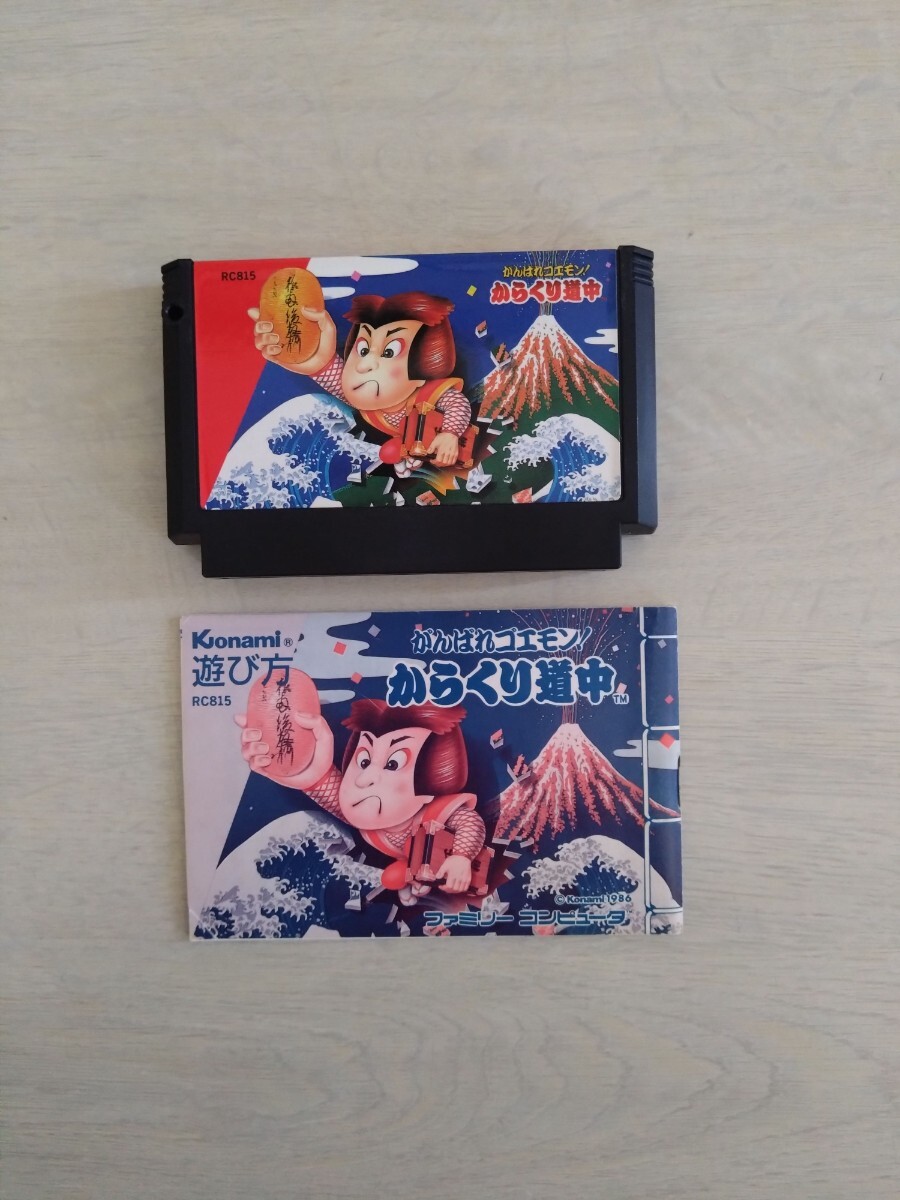 RC815
がんばれゴエモン!
からくり道中
Konami®
遊び方
RC815
がんばれゴエモン!
からくり道中™
© Konami 1986
ファミリー コンピュータ